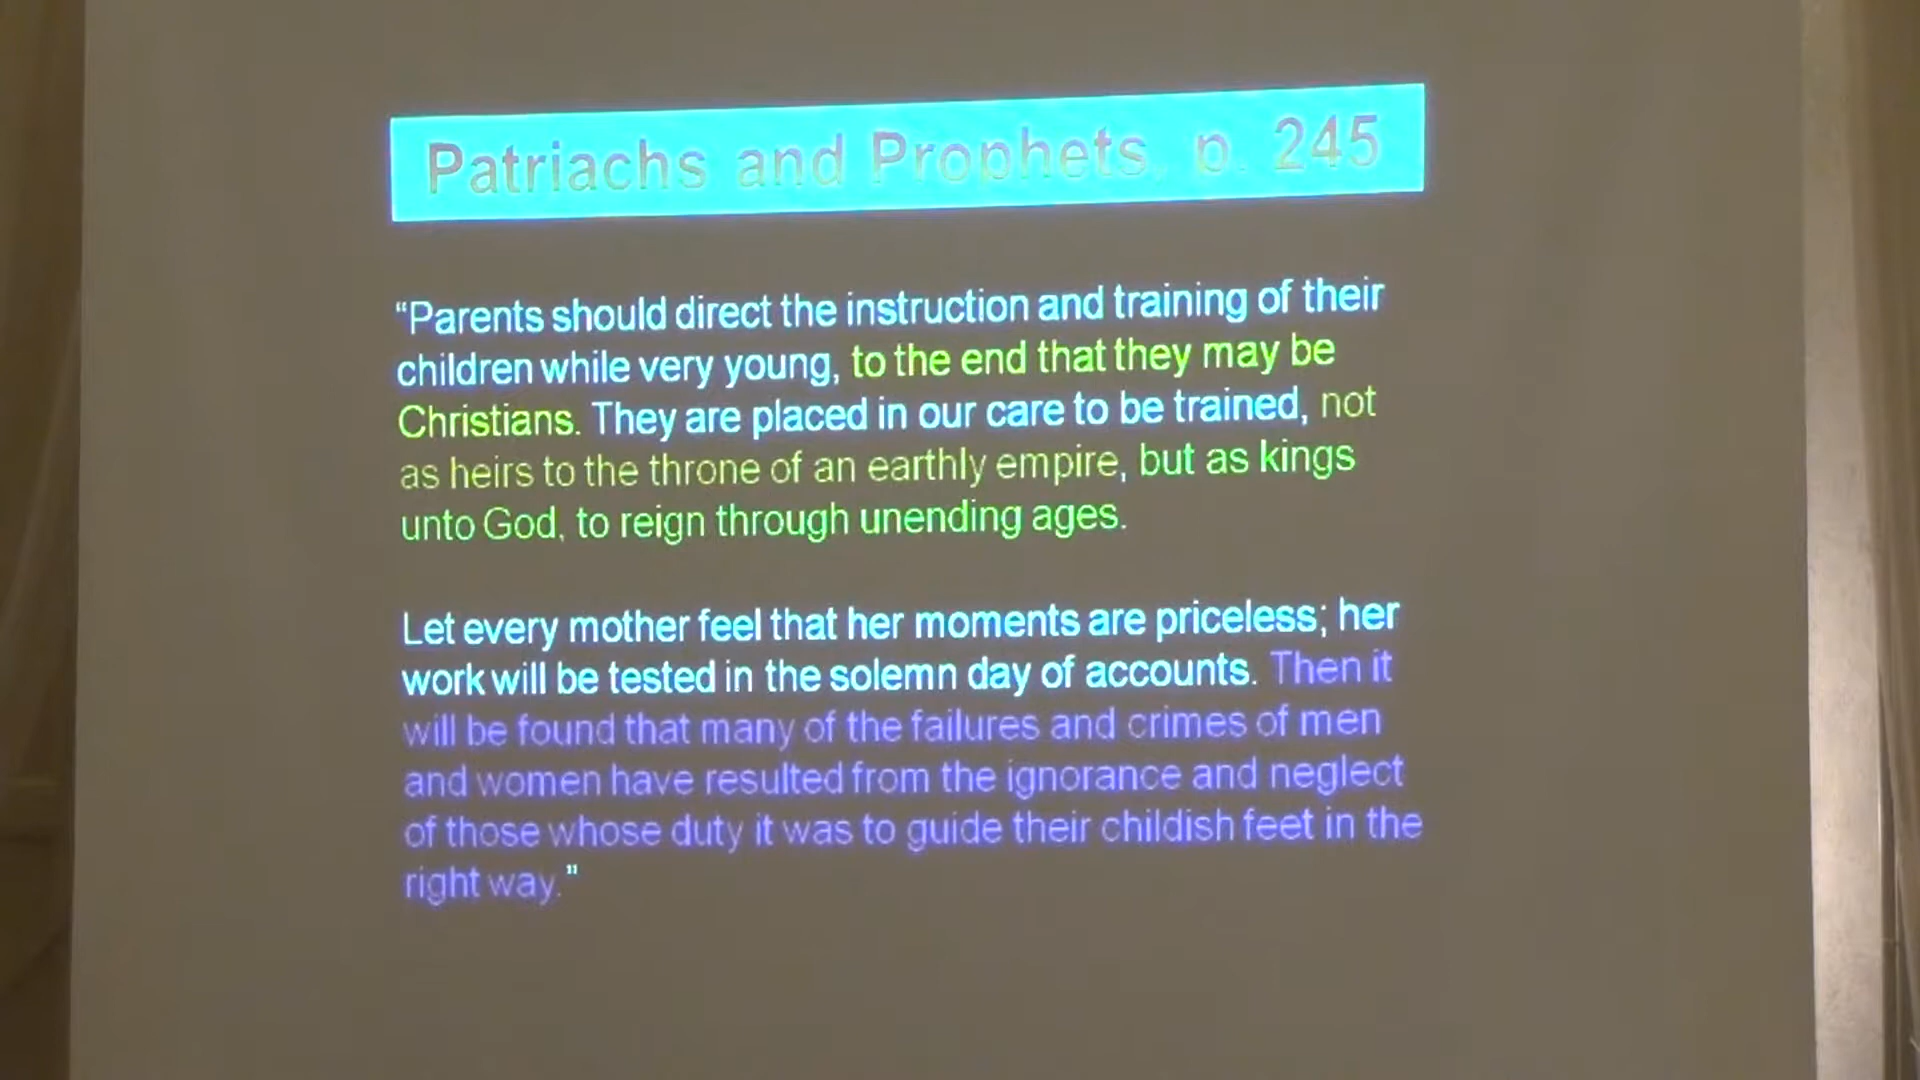 Patriachs and Prophets, p. 245
“Parents should direct the instruction and training of their
children while very young, to the end that they may be
Christians. They are placed in our care to be trained, not
as heirs to the throne of an earthly empire, but as kings
unto God, to reign through unending ages.
Let every mother feel that her moments are priceless; her
work will be tested in the solemn day of accounts. Then it
will be found that many of the failures and crimes of men
and women have resulted from the ignorance and neglect
of those whose duty it was to guide their childish feet in the
right way.”